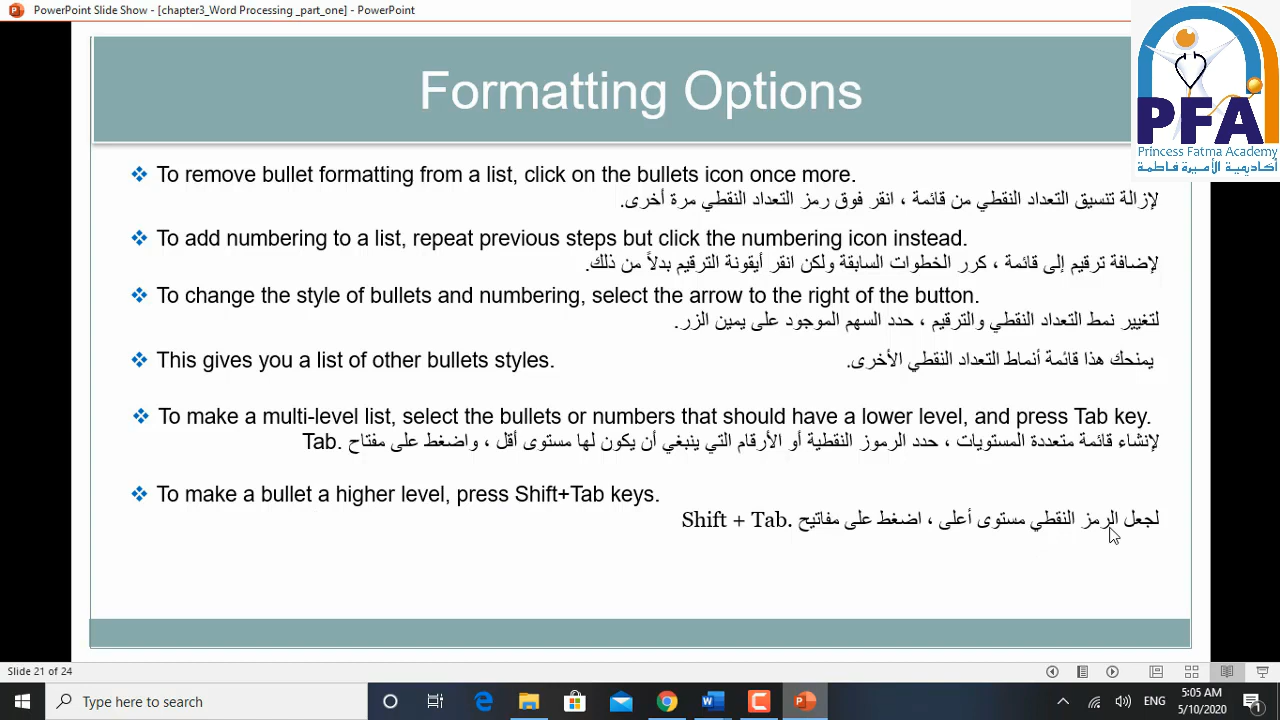 PowerPoint Slide Show - [chapter3_Word Processing _part_one] - PowerPoint
Formatting Options
PFA
Princess Fatma Academy
أكاديمية الأميرة فاطمة
❖ To remove bullet formatting from a list, click on the bullets icon once more.
لإزالة تنسيق التعداد النقطي من قائمة ، انقر فوق رمز التعداد النقطي مرة أخرى.
❖ To add numbering to a list, repeat previous steps but click the numbering icon instead.
لإضافة ترقيم إلى قائمة ، كرر الخطوات السابقة ولكن انقر أيقونة الترقيم بدلاً من ذلك.
❖ To change the style of bullets and numbering, select the arrow to the right of the button.
لتغيير نمط التعداد النقطي والترقيم ، حدد السهم الموجود على يمين الزر.
❖ This gives you a list of other bullets styles. يمنحك هذا قائمة أنماط التعداد النقطي الأخرى.
❖ To make a multi-level list, select the bullets or numbers that should have a lower level, and press Tab key.
لإنشاء قائمة متعددة المستويات ، حدد الرموز النقطية أو الأرقام التي ينبغي أن يكون لها مستوى أقل ، واضغط على مفتاح Tab.
❖ To make a bullet a higher level, press Shift+Tab keys.
لجعل الرمز النقطي مستوى أعلى ، اضغط على مفاتيح Shift + Tab.
Slide 21 of 24
Type here to search
ENG
5:05 AM
5/10/2020
1